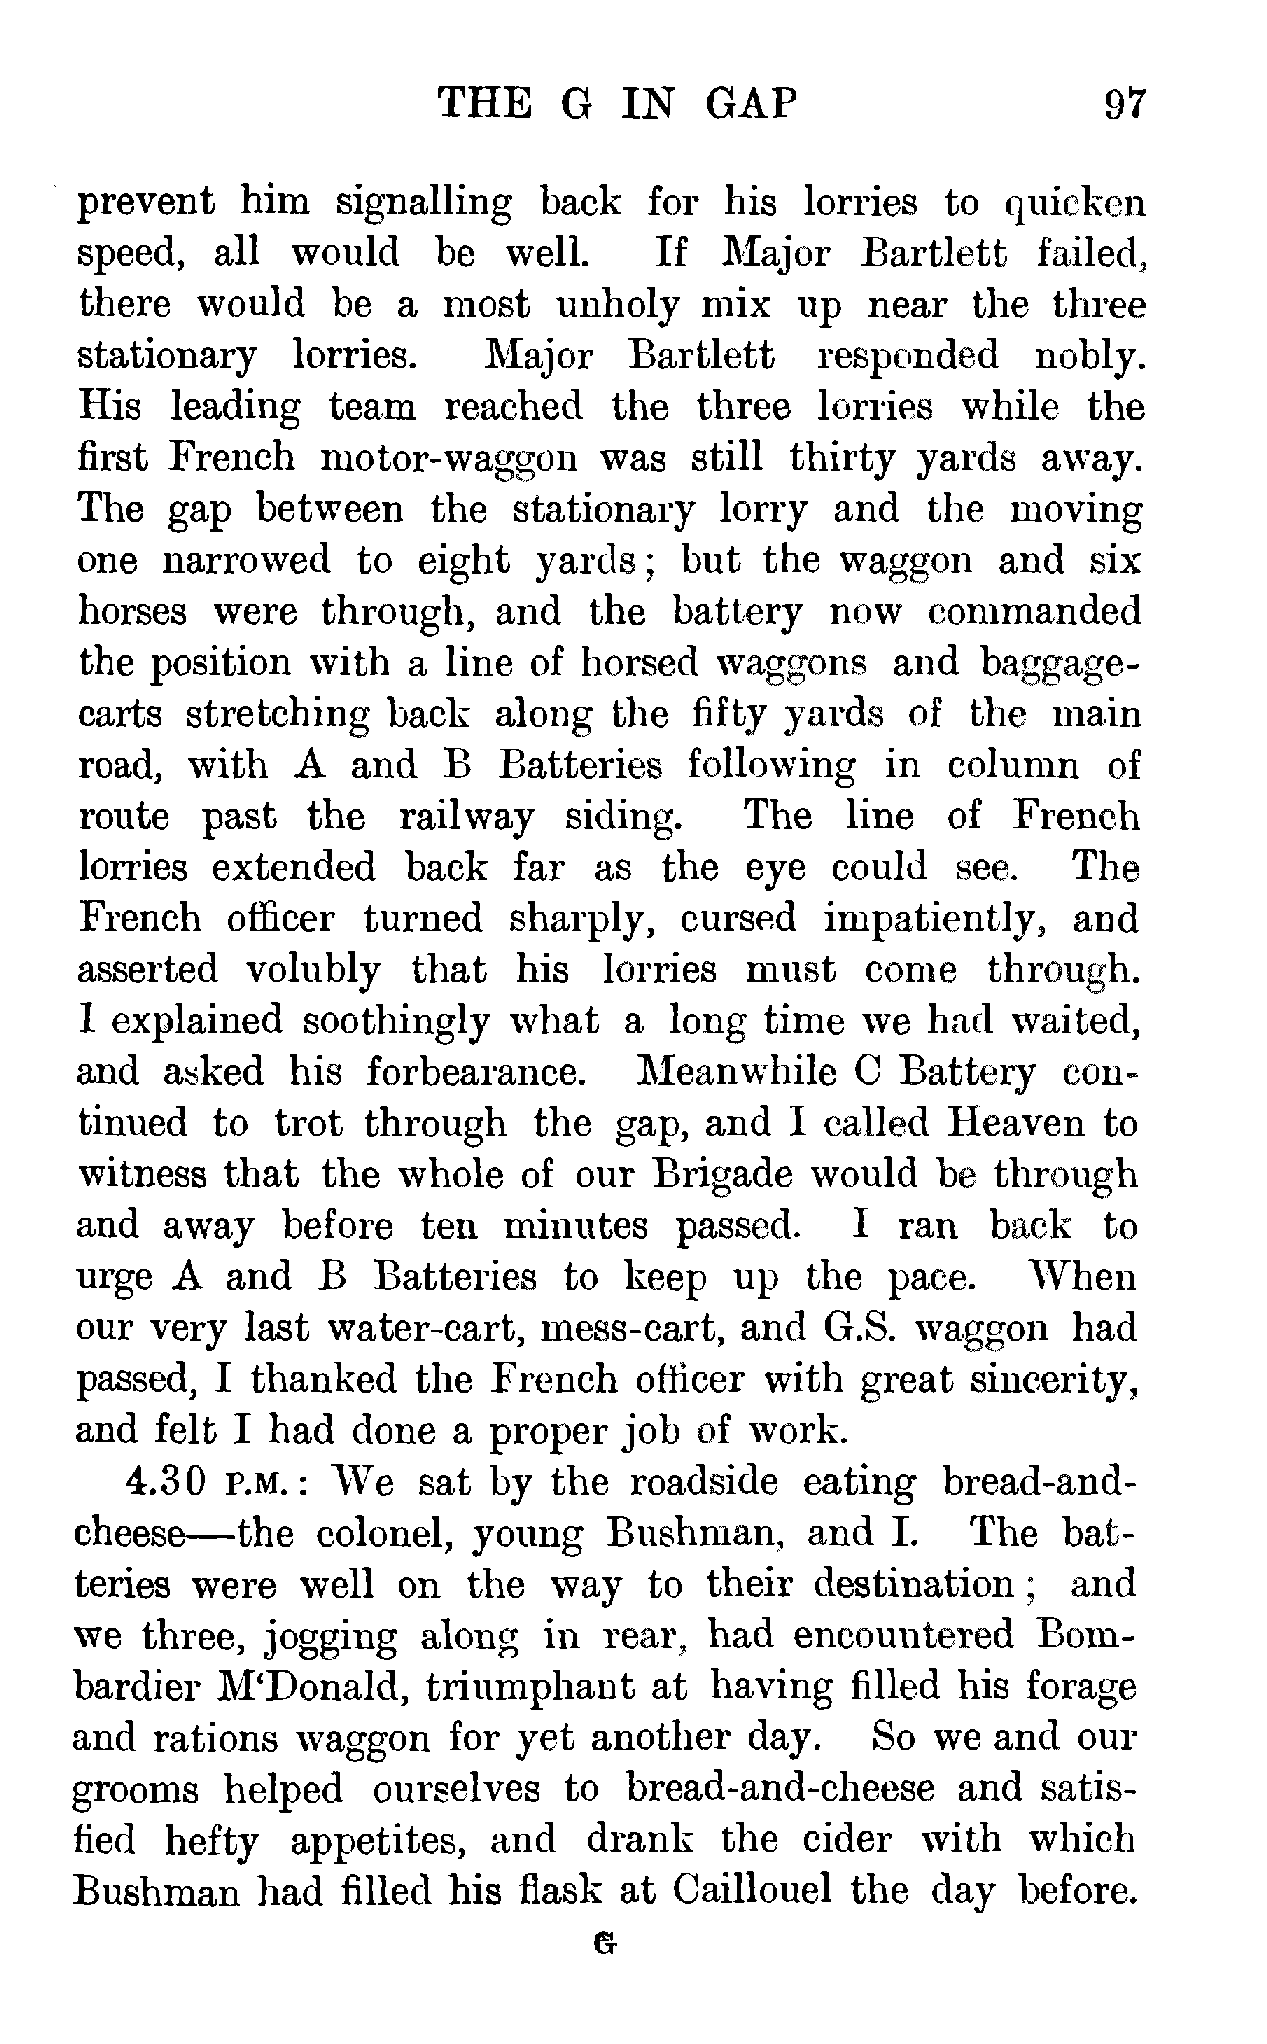 THE G IN GAP 97
prevent him signalling back for his lorries to quicken
speed, all would be well. If Major Bartlett failed,
there would be a most unholy mix up near the three
stationary lorries. Major Bartlett responded nobly.
His leading team reached the three lorries while the
first French motor-waggon was still thirty yards away.
The gap between the stationary lorry and the moving
one narrowed to eight yards; but the waggon and six
horses were through, and the battery now commanded
the position with a line of horsed waggons and baggage-
carts stretching back along the fifty yards of the main
road, with A and B Batteries following in column of
route past the railway siding. The line of French
lorries extended back far as the eye could see. The
French officer turned sharply, cursed impatiently, and
asserted volubly that his lorries must come through.
I explained soothingly what a long time we had waited,
and asked his forbearance. Meanwhile C Battery con-
tinued to trot through the gap, and I called Heaven to
witness that the whole of our Brigade would be through
and away before ten minutes passed. I ran back to
urge A and B Batteries to keep up the pace. When
our very last water-cart, mess-cart, and G.S. waggon had
passed, I thanked the French officer with great sincerity,
and felt I had done a proper job of work.
4.30 P.M.: We sat by the roadside eating bread-and-
cheese—the colonel, young Bushman, and I. The bat-
teries were well on the way to their destination; and
we three, jogging along in rear, had encountered Bom-
bardier M‘Donald, triumphant at having filled his forage
and rations waggon for yet another day. So we and our
grooms helped ourselves to bread-and-cheese and satis-
fied hefty appetites, and drank the cider with which
Bushman had filled his flask at Caillouel the day before.
G